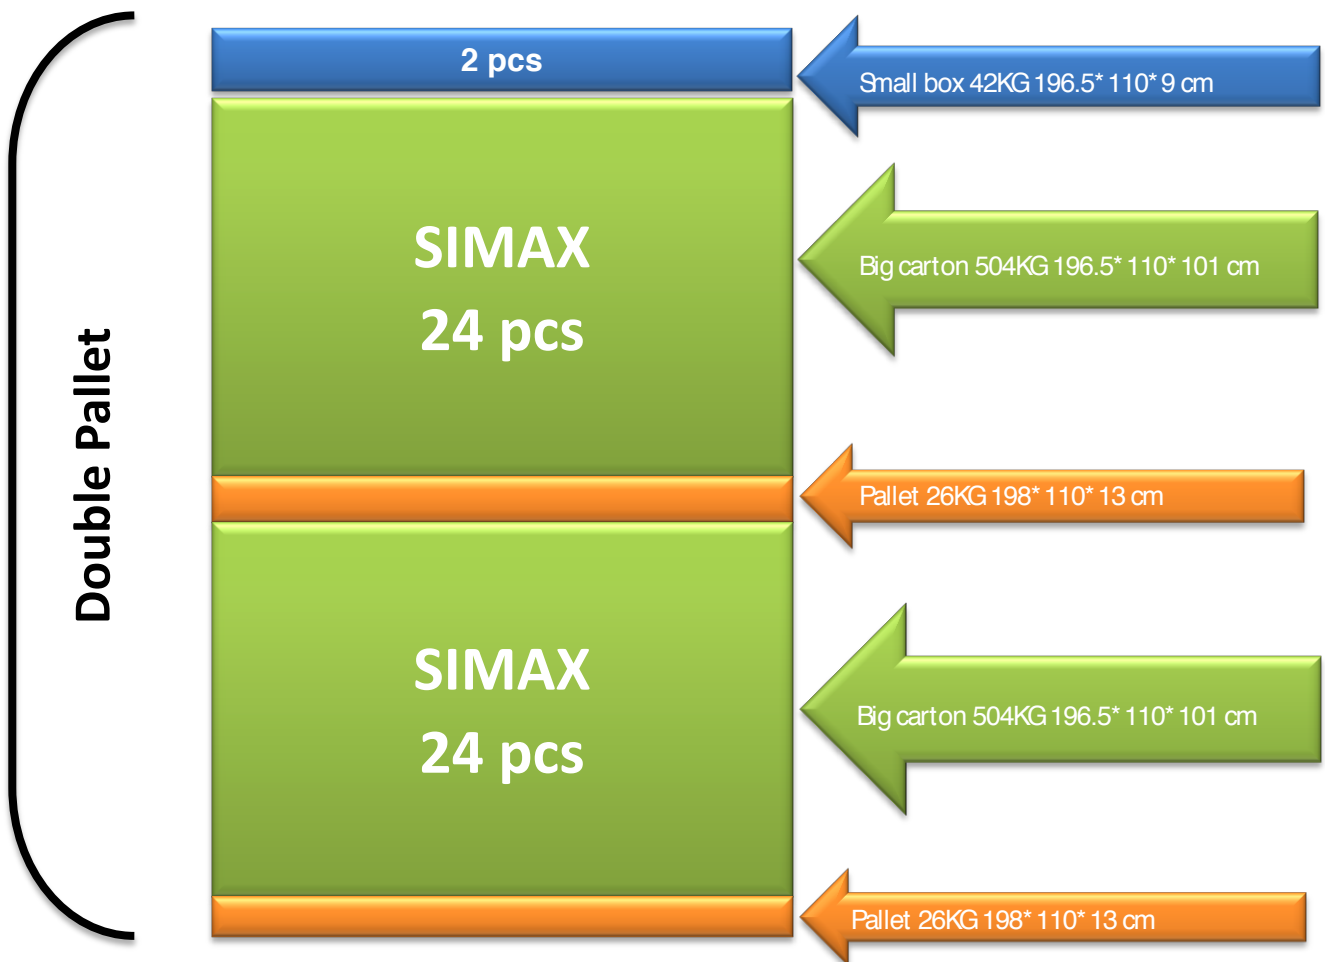 Double Pallet
2 pcs
Small box 42KG 196.5* 110* 9 cm
SIMAX
24 pcs
Big carton 504KG 196.5* 110* 101 cm
Pallet 26KG 198* 110* 13 cm
SIMAX
24 pcs
Big carton 504KG 196.5* 110* 101 cm
Pallet 26KG 198* 110* 13 cm